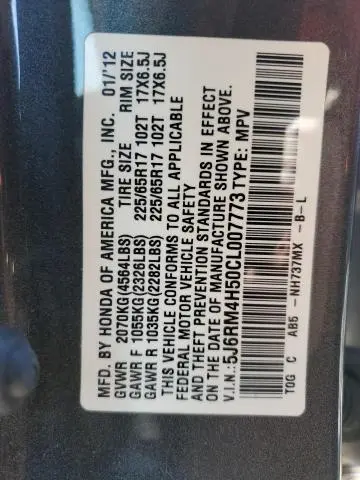 MFD. BY HONDA OF AMERICA MFG., INC. 01/12
GVWR 2070KG(4564LBS) TIRE SIZE RIM SIZE
GAWR F 1055KG(2326LBS) 225/65R17 102T 17X6.5J
GAWR R 1035KG(2282LBS) 225/65R17 102T 17X6.5J
THIS VEHICLE CONFORMS TO ALL APPLICABLE
FEDERAL MOTOR VEHICLE SAFETY
AND THEFT PREVENTION STANDARDS IN EFFECT
ON THE DATE OF MANUFACTURE SHOWN ABOVE.
V.I.N.: 5J6RM4H50CL007773 TYPE: MPV
T0G C AB5 -NH737MX -B-L